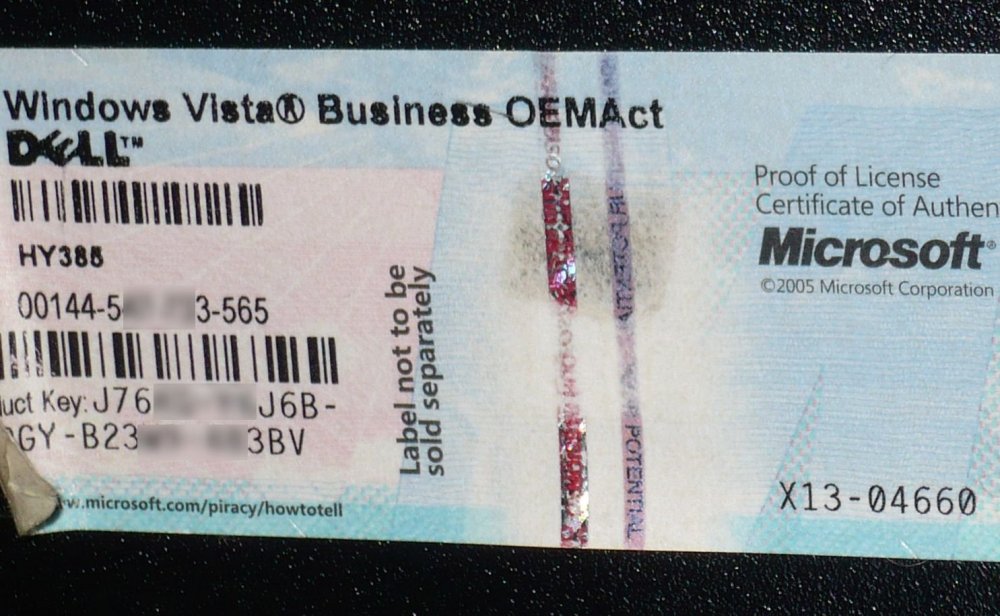 Windows Vista® Business OEMAct
DELL™
HY385
00144-5 3-565
uct Key: J76 J6B-
GY-B23 3BV
w.microsoft.com/piracy/howtotell
Label not to be
sold separately
POTENTIAL
Proof of License
Certificate of Authen
Microsoft®
©2005 Microsoft Corporation
X13-04660